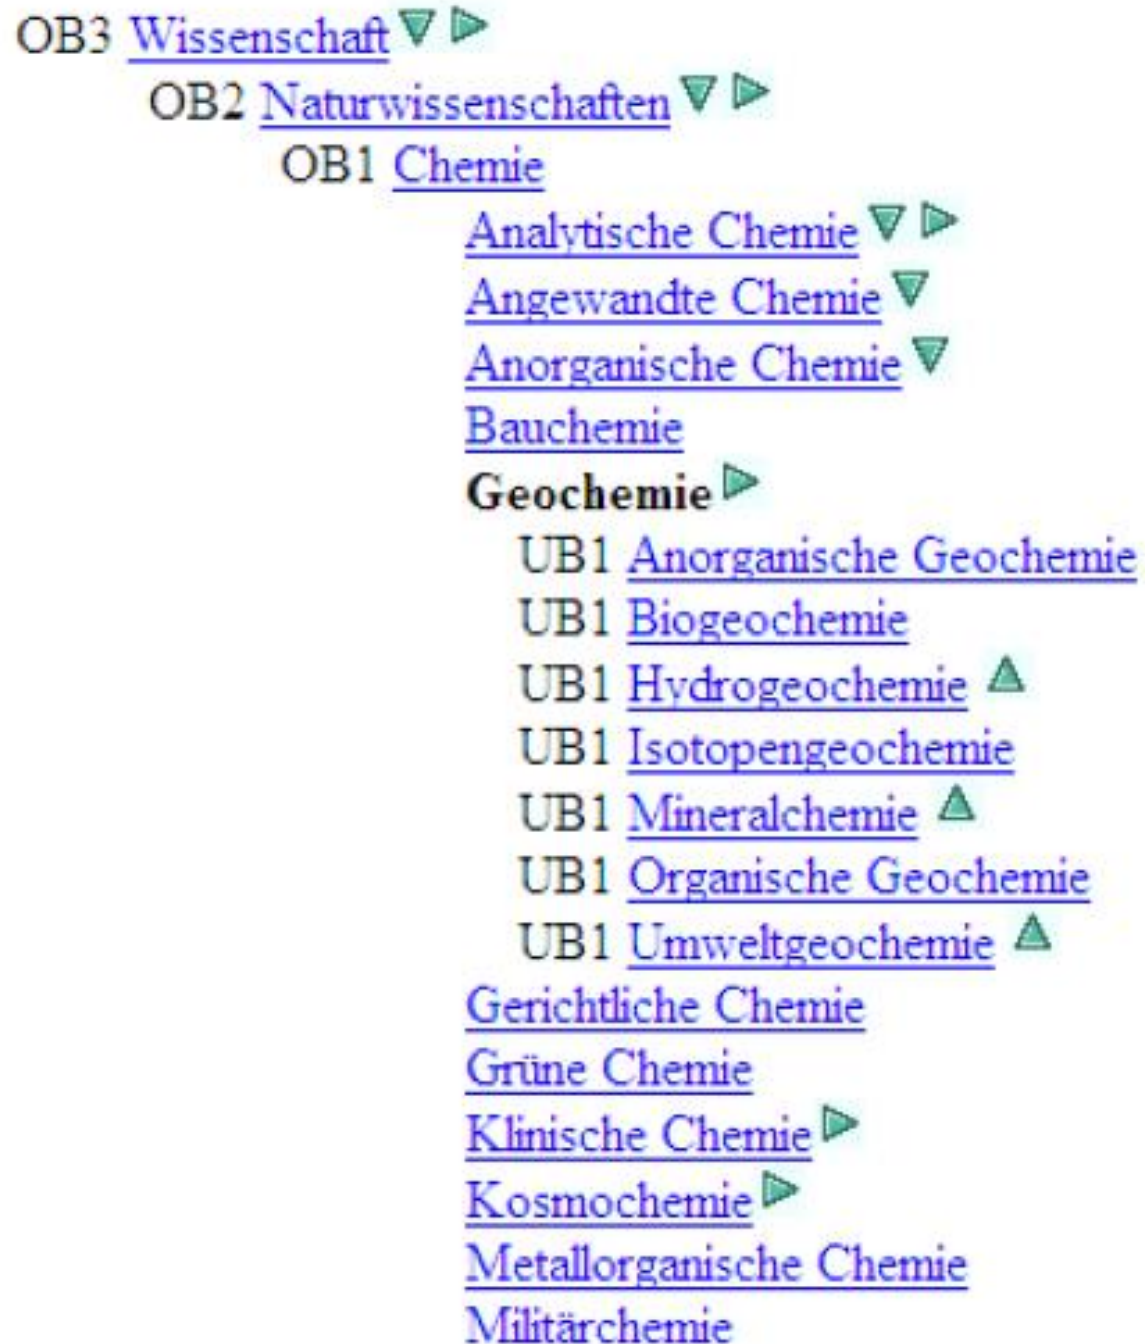 OB3 Wissenschaft
OB2 Naturwissenschaften
OB1 Chemie
Analytische Chemie
Angewandte Chemie
Anorganische Chemie
Bauchemie
Geochemie
UB1 Anorganische Geochemie
UB1 Biogeochemie
UB1 Hydrogeochemie
UB1 Isotopengeochemie
UB1 Mineralchemie
UB1 Organische Geochemie
UB1 Umweltgeochemie
Gerichtliche Chemie
Grüne Chemie
Klinische Chemie
Kosmochemie
Metallorganische Chemie
Militärchemie